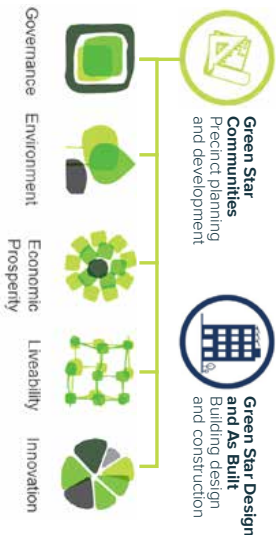 Green Star
Communities
Precinct planning
and development
Green Star Design
and As Built
Building design
and construction
Governance
Environment
Economic
Prosperity
Liveability
Innovation